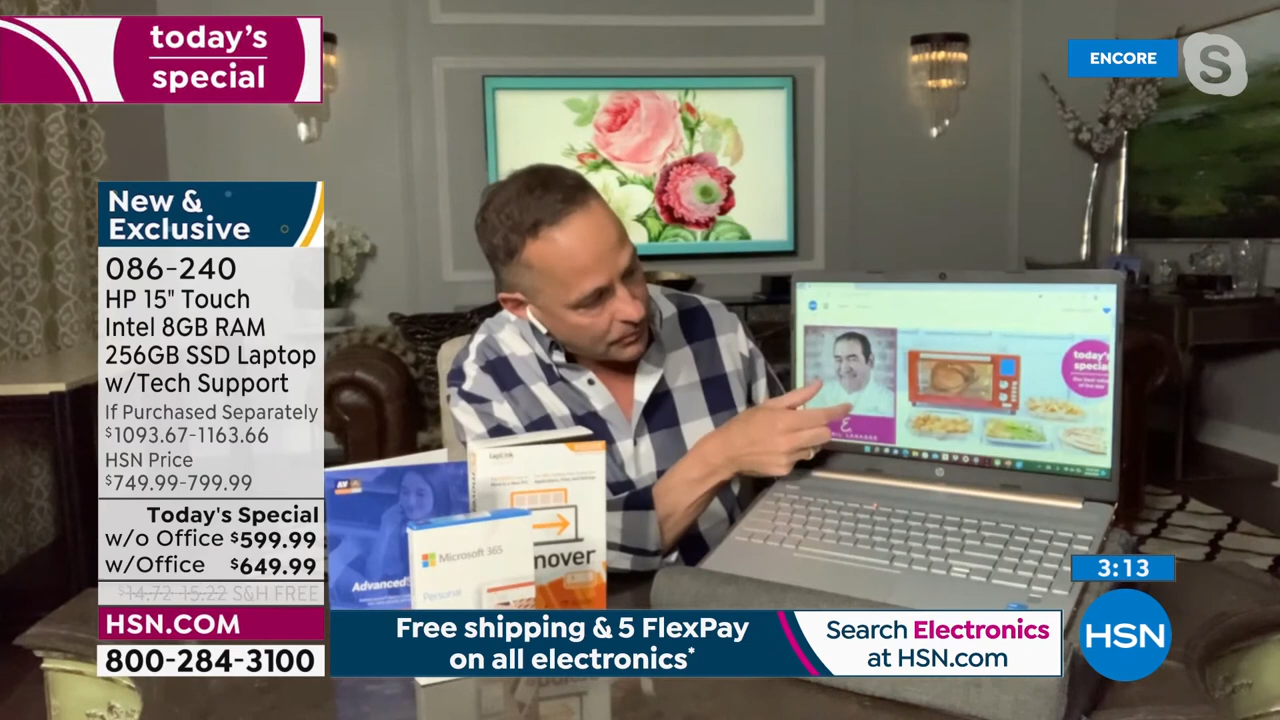 today's
special
ENCORE
S
New &
Exclusive
086-240
HP 15" Touch
Intel 8GB RAM
256GB SSD Laptop
w/Tech Support
If Purchased Separately
$1093.67-1163.66
HSN Price
$749.99-799.99
Today's Special
w/o Office $599.99
w/Office $649.99
$14.72-15.22 S&H FREE
HSN.COM
800-284-3100
today's
special
E
hp
Advanced
Microsoft 365
Personal
mover
3:13
HSN
Free shipping & 5 FlexPay
on all electronics*
Search Electronics
at HSN.com